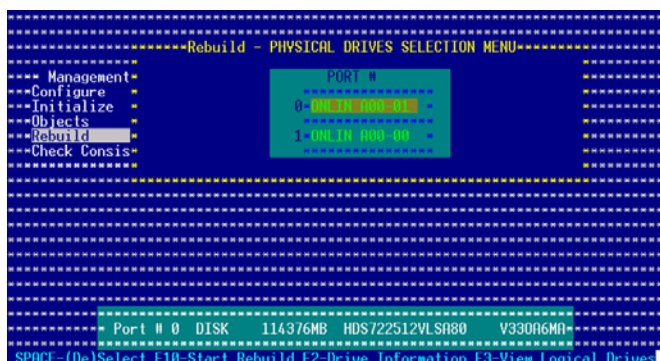 Rebuild - PHYSICAL DRIVES SELECTION MENU
Management
Configure
Initialize
Objects
Rebuild
Check Consis
PORT #
0 ONLIN A00-01
1 ONLIN A00-00
Port # 0 DISK 114376MB HDS722512VLSA80 V33OA6MA
SPACE-(De)Select F10-Start Rebuild F2-Drive Information F3-View Logical Drives